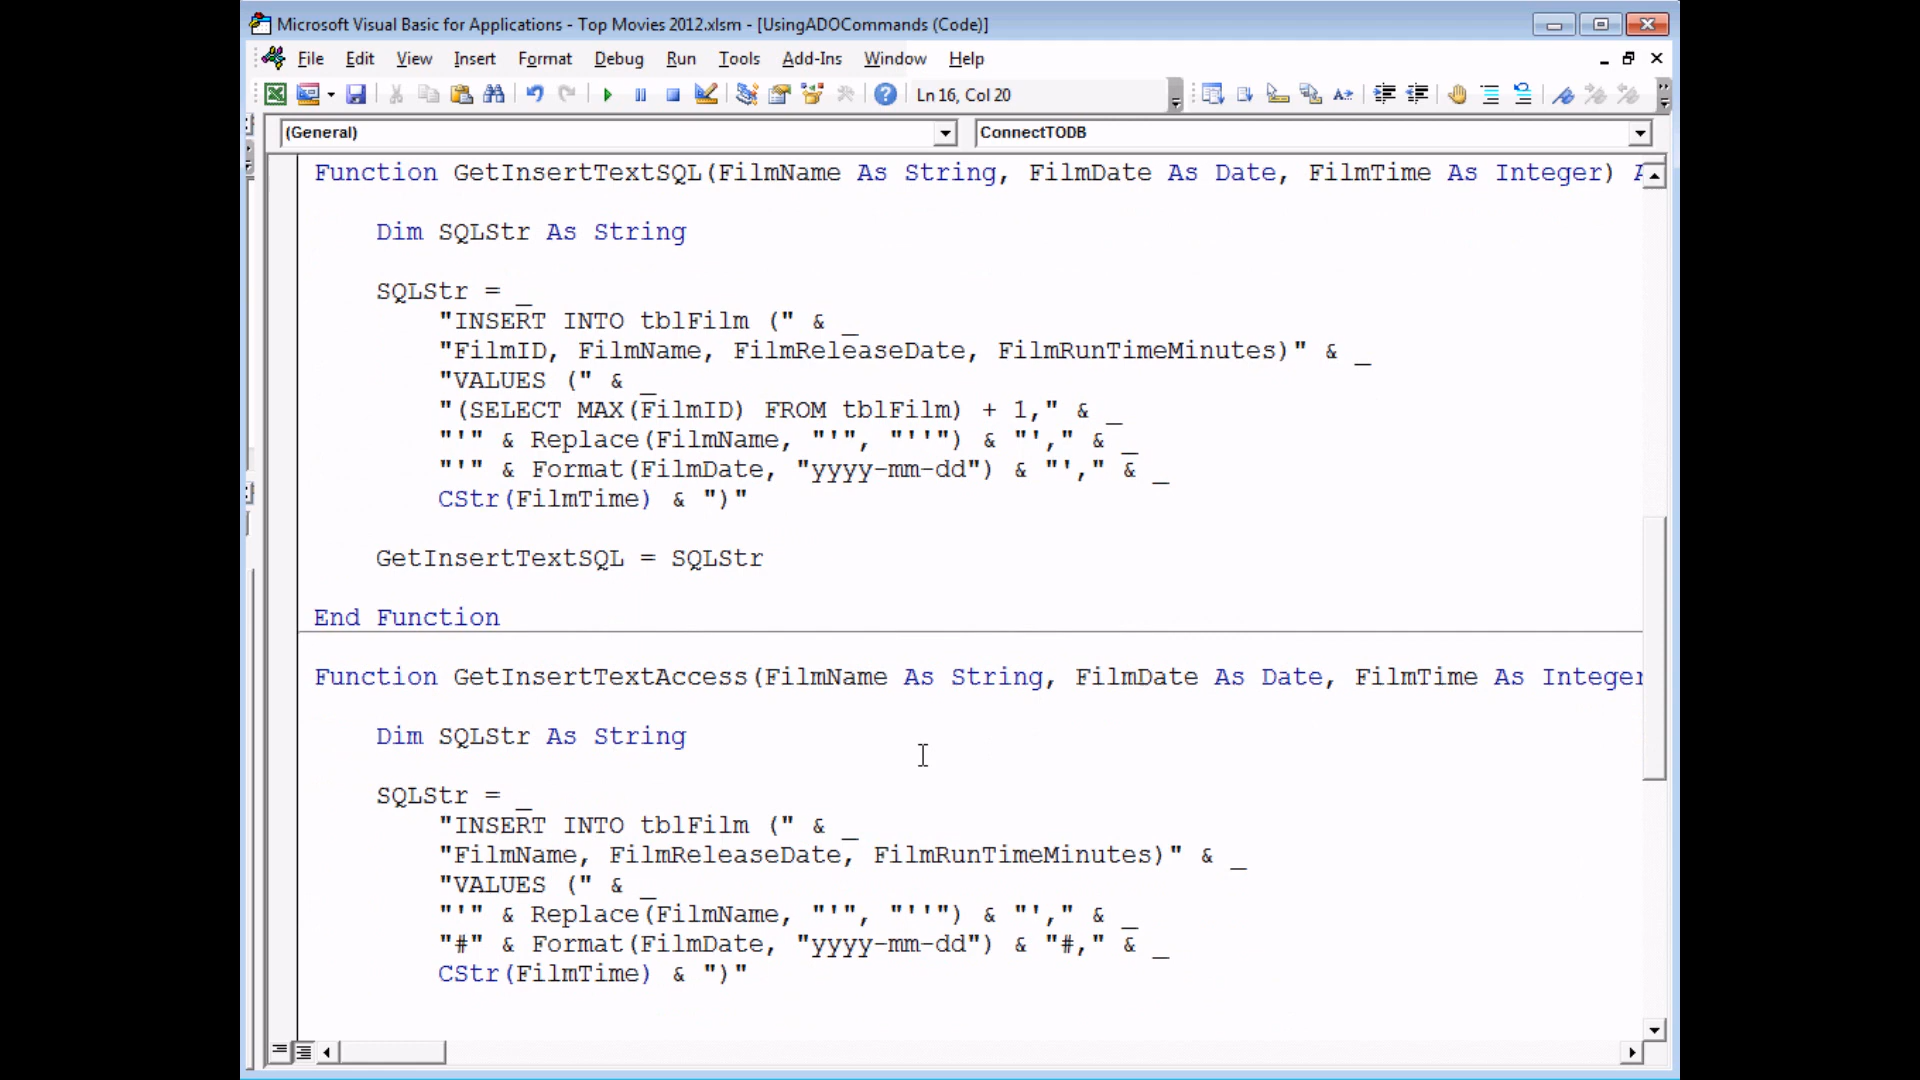 Microsoft Visual Basic for Applications - Top Movies 2012.xlsm - [UsingADOCommands (Code)]
File Edit View Insert Format Debug Run Tools Add-Ins Window Help
Ln 16, Col 20
(General) ConnectTODB
Function GetInsertTextSQL(FilmName As String, FilmDate As Date, FilmTime As Integer)
Dim SQLStr As String
SQLStr = _
"INSERT INTO tblFilm (" & _
"FilmID, FilmName, FilmReleaseDate, FilmRunTimeMinutes)" & _
"VALUES (" & _
"(SELECT MAX(FilmID) FROM tblFilm) + 1," & _
"'" & Replace(FilmName, "'", "''") & "'," & _
"'" & Format(FilmDate, "yyyy-mm-dd") & "'," & _
CStr(FilmTime) & ")"
GetInsertTextSQL = SQLStr
End Function
Function GetInsertTextAccess(FilmName As String, FilmDate As Date, FilmTime As Integer
Dim SQLStr As String
SQLStr = _
"INSERT INTO tblFilm (" & _
"FilmName, FilmReleaseDate, FilmRunTimeMinutes)" & _
"VALUES (" & _
"'" & Replace(FilmName, "'", "''") & "'," & _
"#" & Format(FilmDate, "yyyy-mm-dd") & "#," & _
CStr(FilmTime) & ")"